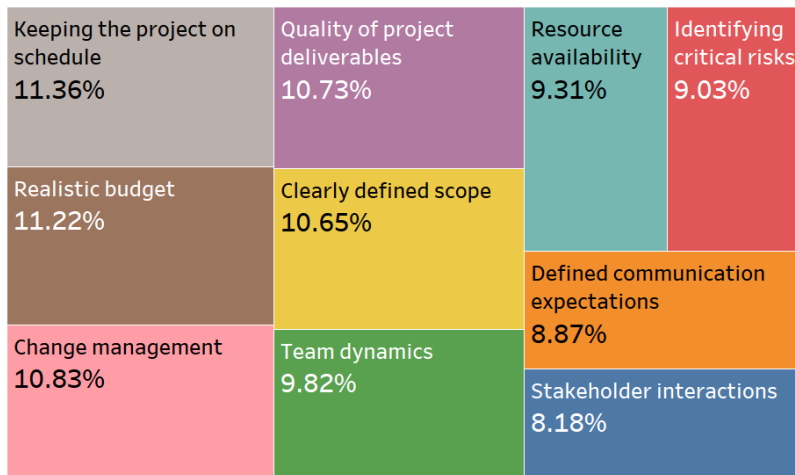 Keeping the project on
schedule
11.36%
Realistic budget
11.22%
Change management
10.83%
Quality of project
deliverables
10.73%
Clearly defined scope
10.65%
Team dynamics
9.82%
Resource
availability
9.31%
Identifying
critical risks
9.03%
Defined communication
expectations
8.87%
Stakeholder interactions
8.18%